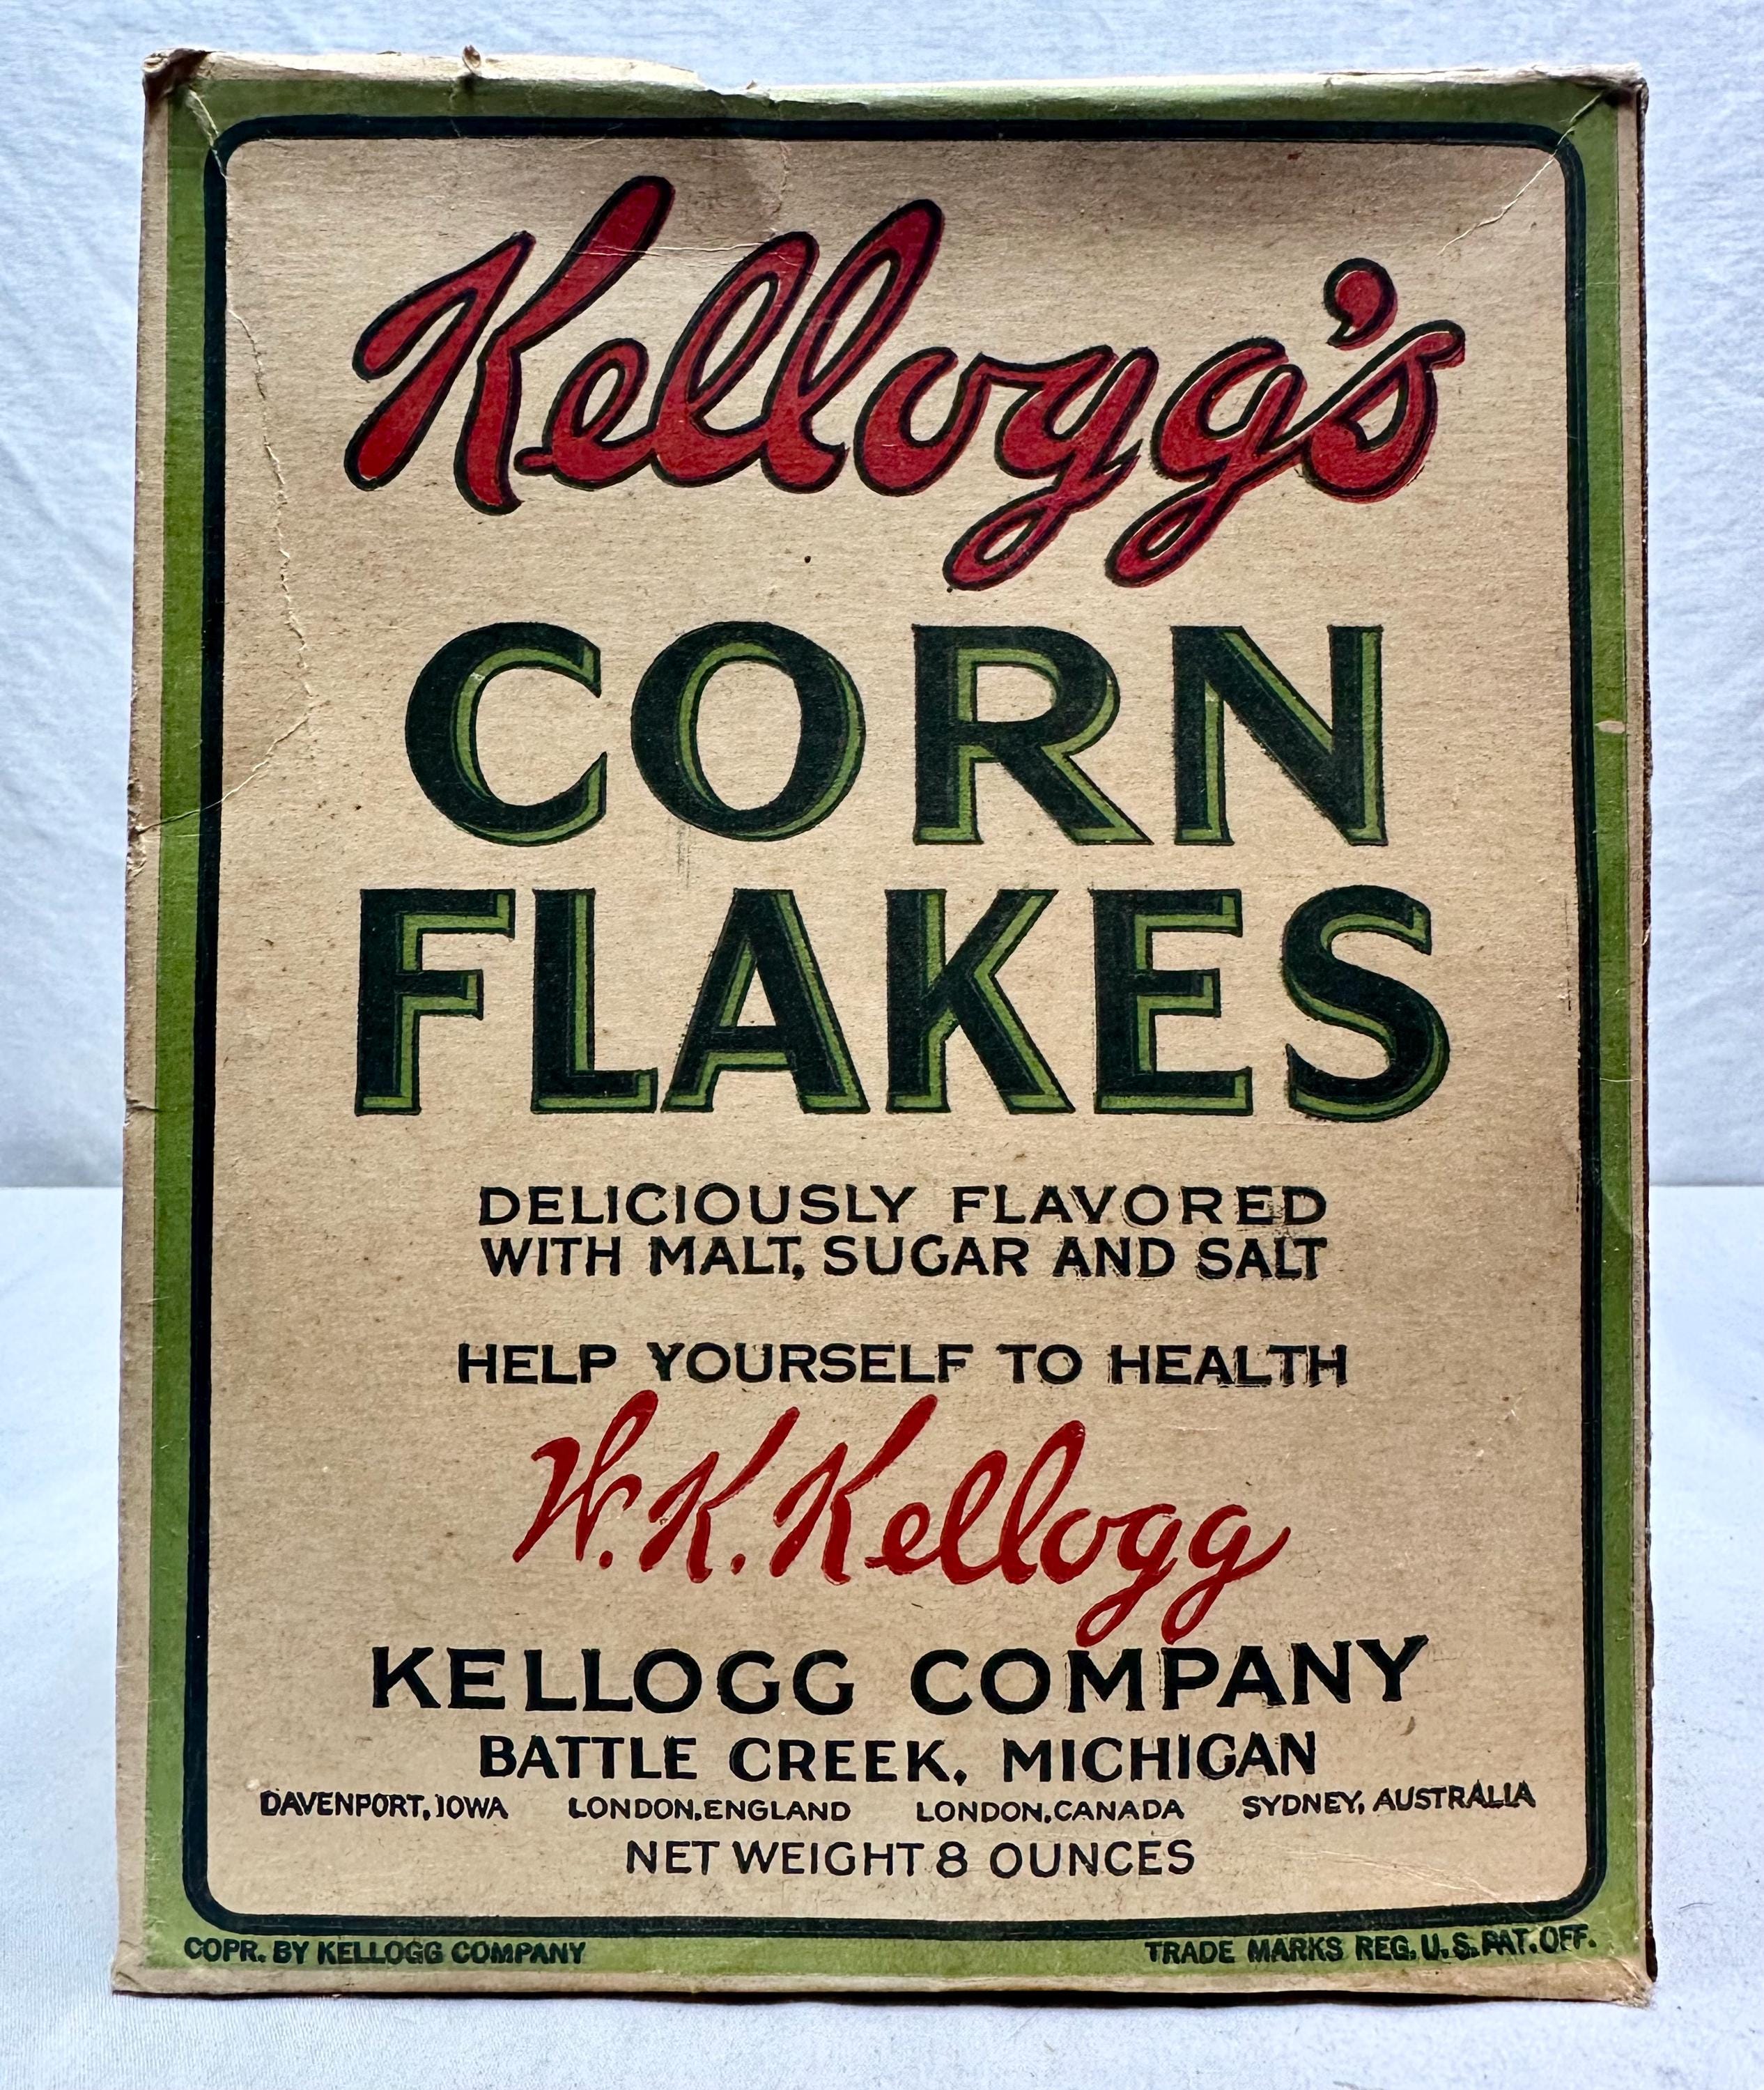 Kellogg's
CORN
FLAKES
DELICIOUSLY FLAVORED
WITH MALT, SUGAR AND SALT
HELP YOURSELF TO HEALTH
W.K.Kellogg
KELLOGG COMPANY
BATTLE CREEK, MICHIGAN
DAVENPORT, IOWA LONDON, ENGLAND LONDON, CANADA SYDNEY, AUSTRALIA
NET WEIGHT 8 OUNCES
COPR. BY KELLOGG COMPANY TRADE MARKS REG. U.S. PAT. OFF.